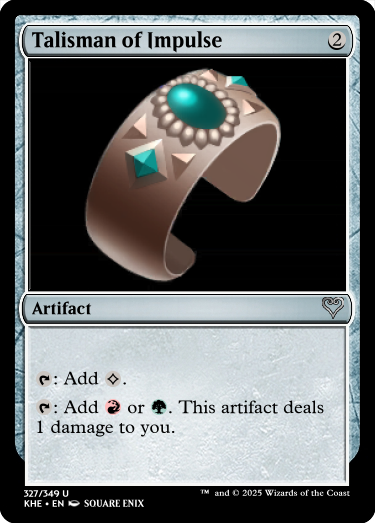 Talisman of Impulse 2
Artifact
: Add .
: Add or . This artifact deals
1 damage to you.
327/349 U
KHE • EN SQUARE ENIX
™ and © 2025 Wizards of the Coast